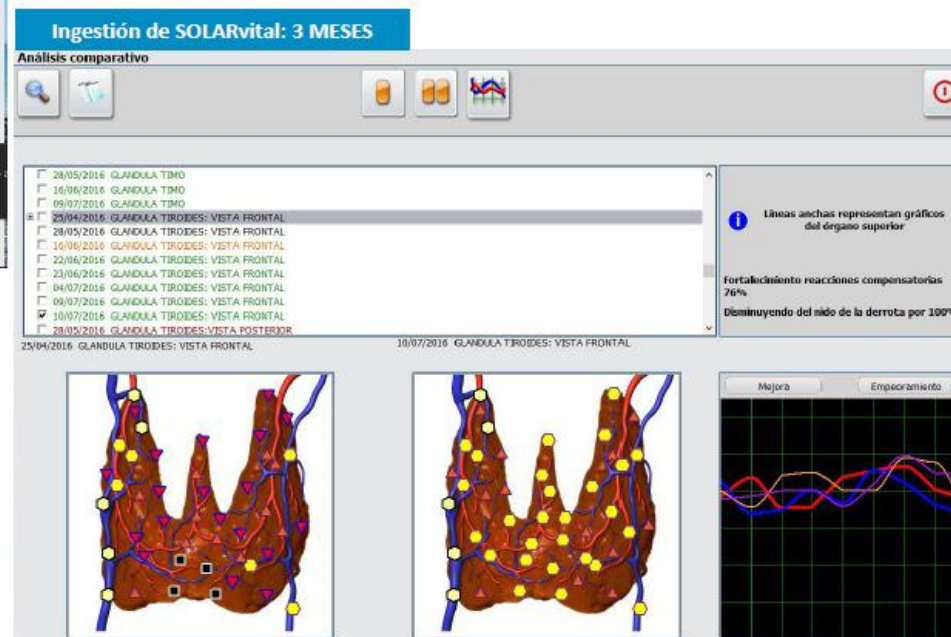 Ingestión de SOLARvital: 3 MESES
Análisis comparativo
28/05/2016 GLANDULA TIMO
16/06/2016 GLANDULA TIMO
09/07/2016 GLANDULA TIMO
25/04/2016 GLANDULA TIROIDES: VISTA FRONTAL
28/05/2016 GLANDULA TIROIDES: VISTA FRONTAL
16/06/2016 GLANDULA TIROIDES: VISTA FRONTAL
22/06/2016 GLANDULA TIROIDES: VISTA FRONTAL
23/06/2016 GLANDULA TIROIDES: VISTA FRONTAL
04/07/2016 GLANDULA TIROIDES: VISTA FRONTAL
09/07/2016 GLANDULA TIROIDES: VISTA FRONTAL
10/07/2016 GLANDULA TIROIDES: VISTA FRONTAL
28/05/2016 GLANDULA TIROIDES:VISTA POSTERIOR
Lineas anchas representan gráficos
del órgano superior
Fortalecimiento reacciones compensatorias
76%
Disminuyendo del nido de la derrota por 100%
25/04/2016 GLANDULA TIROIDES: VISTA FRONTAL
10/07/2016 GLANDULA TIROIDES: VISTA FRONTAL
Mejora
Empeoramiento